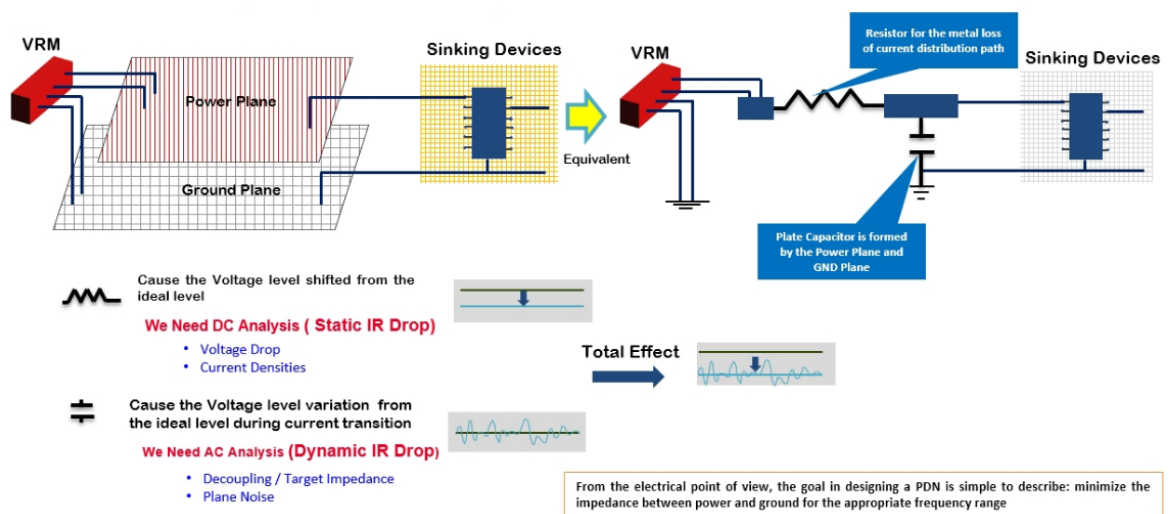 VRM
Sinking Devices
Power Plane
Ground Plane
Equivalent
VRM
Resistor for the metal loss
of current distribution path
Sinking Devices
Plate Capacitor is formed
by the Power Plane and
GND Plane
Cause the Voltage level shifted from the
ideal level
We Need DC Analysis ( Static IR Drop)
• Voltage Drop
• Current Densities
Total Effect
Cause the Voltage level variation from
the ideal level during current transition
We Need AC Analysis (Dynamic IR Drop)
• Decoupling / Target Impedance
• Plane Noise
From the electrical point of view, the goal in designing a PDN is simple to describe: minimize the
impedance between power and ground for the appropriate frequency range